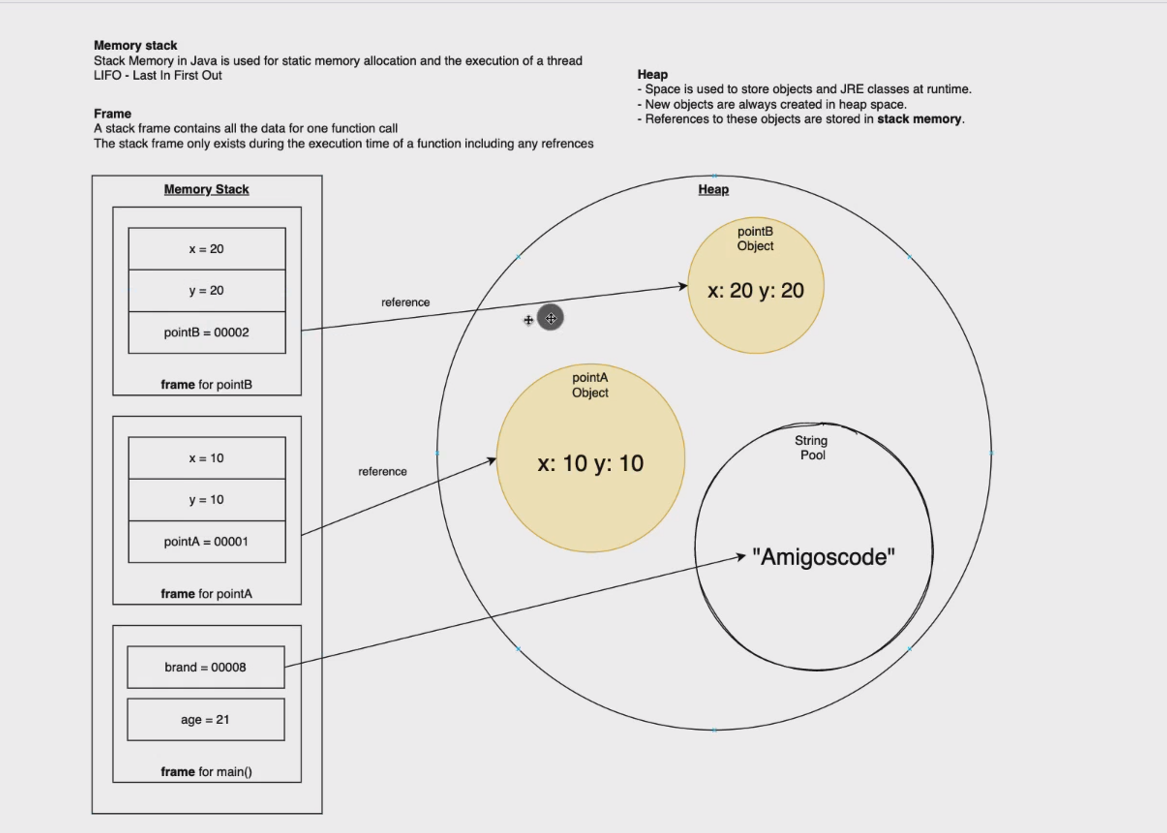 Memory stack
Stack Memory in Java is used for static memory allocation and the execution of a thread
LIFO - Last In First Out
Frame
A stack frame contains all the data for one function call
The stack frame only exists during the execution time of a function including any refrences
Heap
- Space is used to store objects and JRE classes at runtime.
- New objects are always created in heap space.
- References to these objects are stored in stack memory.
Memory Stack
x = 20
y = 20
pointB = 00002
frame for pointB
x = 10
y = 10
pointA = 00001
frame for pointA
brand = 00008
age = 21
frame for main()
reference
reference
Heap
pointB
Object
x: 20 y: 20
pointA
Object
x: 10 y: 10
String
Pool
"Amigoscode"